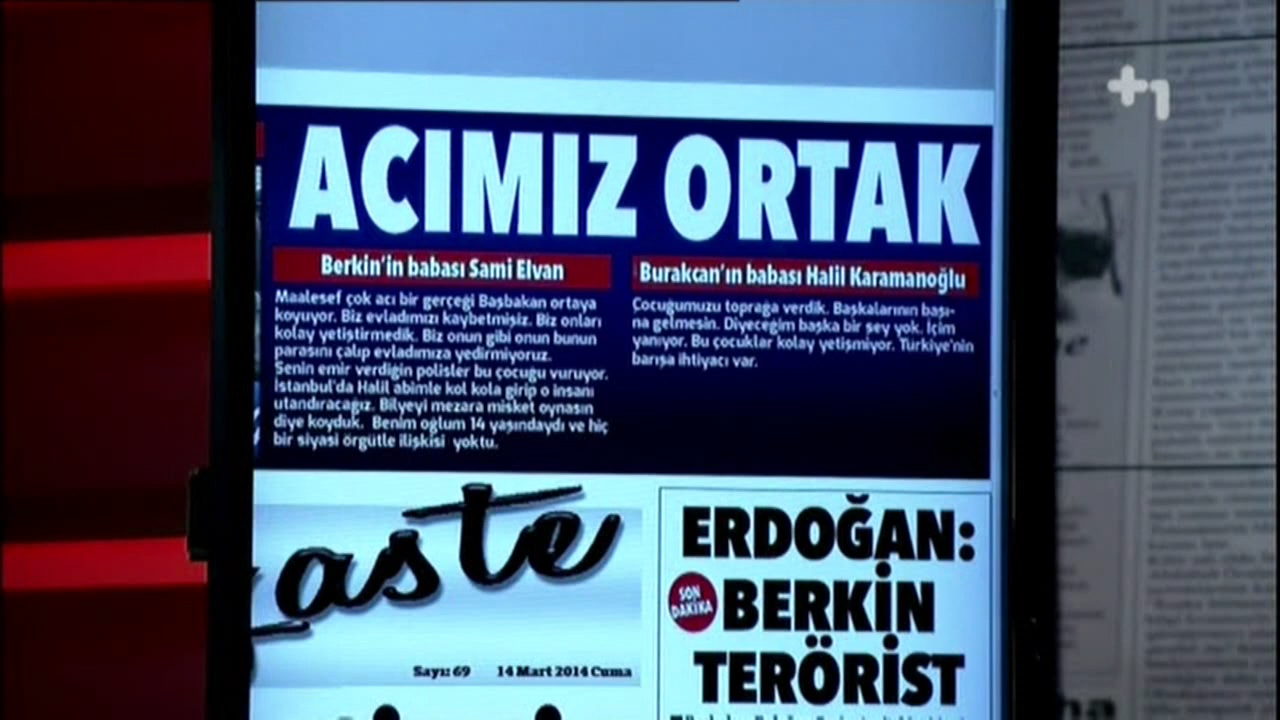 +1
ACIMIZ ORTAK
Berkin'in babası Sami Elvan
Maalesef çok acı bir gerçeği Başbakan ortaya
koyuyor. Biz evladımızı kaybetmişiz. Biz onları
kolay yetiştirmedik. Biz onun gibi onun bunun
parasını çalıp evladımıza yedirmiyoruz.
Senin emir verdiğin polisler bu çocuğu vuruyor.
İstanbul'da Halil abimle kol kola girip o insanı
utandıracağız. Bilyeyi mezara misket oynasın
diye koyduk. Benim oğlum 14 yaşındaydı ve hiç
bir siyasi örgütle ilişkisi yoktu.
Burakcan'ın babası Halil Karamanoğlu
Çocuğumuzu toprağa verdik. Başkalarının başı-
na gelmesin. Diyeceğim başka bir şey yok. İçim
yanıyor. Bu çocuklar kolay yetişmiyor. Türkiye'nin
barışa ihtiyacı var.
aste
Sayı: 69 14 Mart 2014 Cuma
ERDOĞAN:
SON
DAKİKA
BERKİN
TERÖRİST